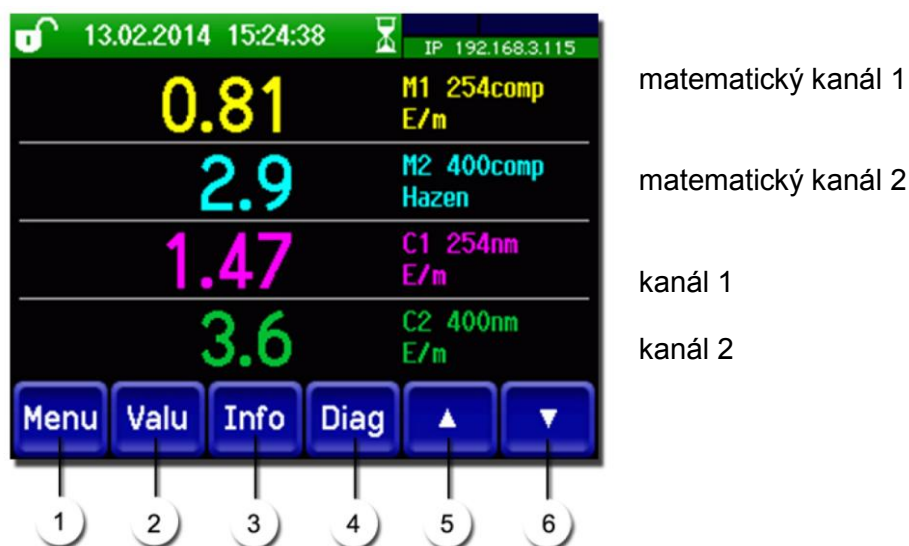 13.02.2014 15:24:38 IP 192.168.3.115
0.81 M1 254comp E/m matematický kanál 1
2.9 M2 400comp Hazen matematický kanál 2
1.47 C1 254nm E/m kanál 1
3.6 C2 400nm E/m kanál 2
Menu Valu Info Diag ▲ ▼
1 2 3 4 5 6